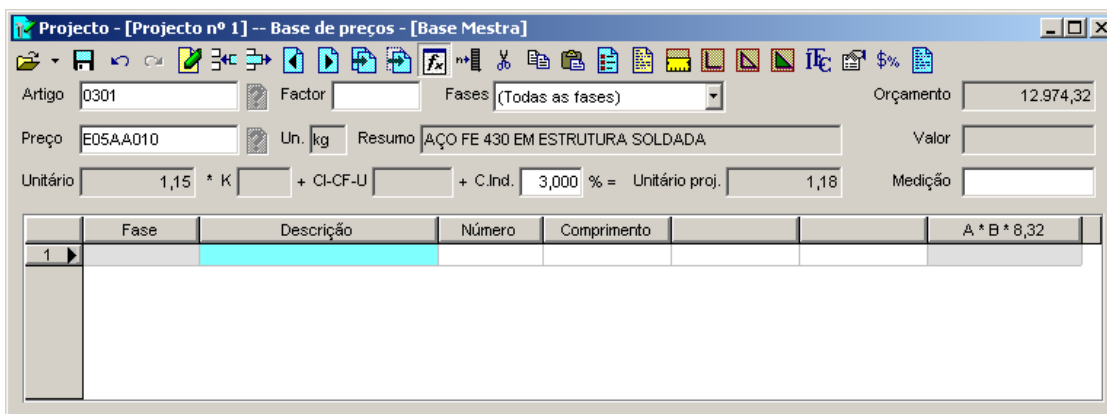 Projecto - [Projecto nº 1] -- Base de preços - [Base Mestra]
Artigo 0301 Factor Fases (Todas as fases) Orçamento 12.974,32
Preço E05AA010 Un. kg Resumo AÇO FE 430 EM ESTRUTURA SOLDADA Valor
Unitário 1,15 * K + CI-CF-U + C.Ind. 3,000 % = Unitário proj. 1,18 Medição
Fase Descrição Número Comprimento A * B * 8,32
1